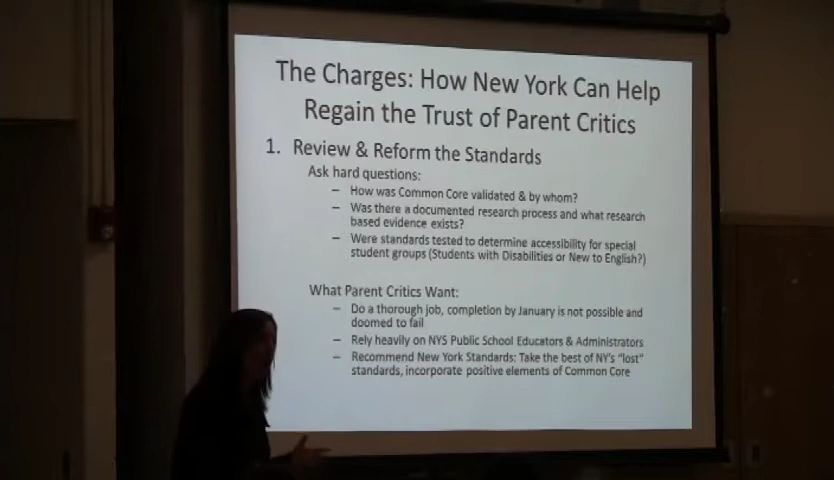 The Charges: How New York Can Help
Regain the Trust of Parent Critics
1. Review & Reform the Standards
Ask hard questions:
– How was Common Core validated & by whom?
– Was there a documented research process and what research
based evidence exists?
– Were standards tested to determine accessibility for special
student groups (Students with Disabilities or New to English?)
What Parent Critics Want:
– Do a thorough job, completion by January is not possible and
doomed to fail
– Rely heavily on NYS Public School Educators & Administrators
– Recommend New York Standards: Take the best of NY's "lost"
standards, incorporate positive elements of Common Core